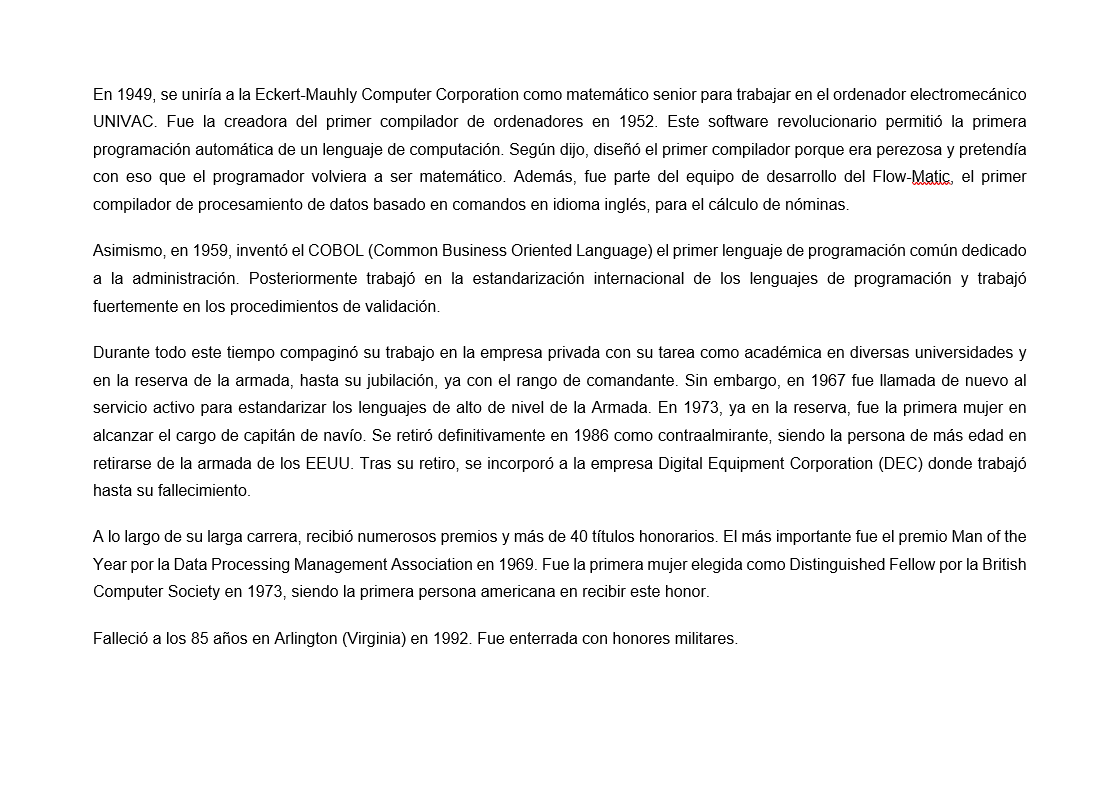 En 1949, se uniría a la Eckert-Mauhly Computer Corporation como matemático senior para trabajar en el ordenador electromecánico
UNIVAC. Fue la creadora del primer compilador de ordenadores en 1952. Este software revolucionario permitió la primera
programación automática de un lenguaje de computación. Según dijo, diseñó el primer compilador porque era perezosa y pretendía
con eso que el programador volviera a ser matemático. Además, fue parte del equipo de desarrollo del Flow-Matic, el primer
compilador de procesamiento de datos basado en comandos en idioma inglés, para el cálculo de nóminas.
Asimismo, en 1959, inventó el COBOL (Common Business Oriented Language) el primer lenguaje de programación común dedicado
a la administración. Posteriormente trabajó en la estandarización internacional de los lenguajes de programación y trabajó
fuertemente en los procedimientos de validación.
Durante todo este tiempo compaginó su trabajo en la empresa privada con su tarea como académica en diversas universidades y
en la reserva de la armada, hasta su jubilación, ya con el rango de comandante. Sin embargo, en 1967 fue llamada de nuevo al
servicio activo para estandarizar los lenguajes de alto de nivel de la Armada. En 1973, ya en la reserva, fue la primera mujer en
alcanzar el cargo de capitán de navío. Se retiró definitivamente en 1986 como contraalmirante, siendo la persona de más edad en
retirarse de la armada de los EEUU. Tras su retiro, se incorporó a la empresa Digital Equipment Corporation (DEC) donde trabajó
hasta su fallecimiento.
A lo largo de su larga carrera, recibió numerosos premios y más de 40 títulos honorarios. El más importante fue el premio Man of the
Year por la Data Processing Management Association en 1969. Fue la primera mujer elegida como Distinguished Fellow por la British
Computer Society en 1973, siendo la primera persona americana en recibir este honor.
Falleció a los 85 años en Arlington (Virginia) en 1992. Fue enterrada con honores militares.